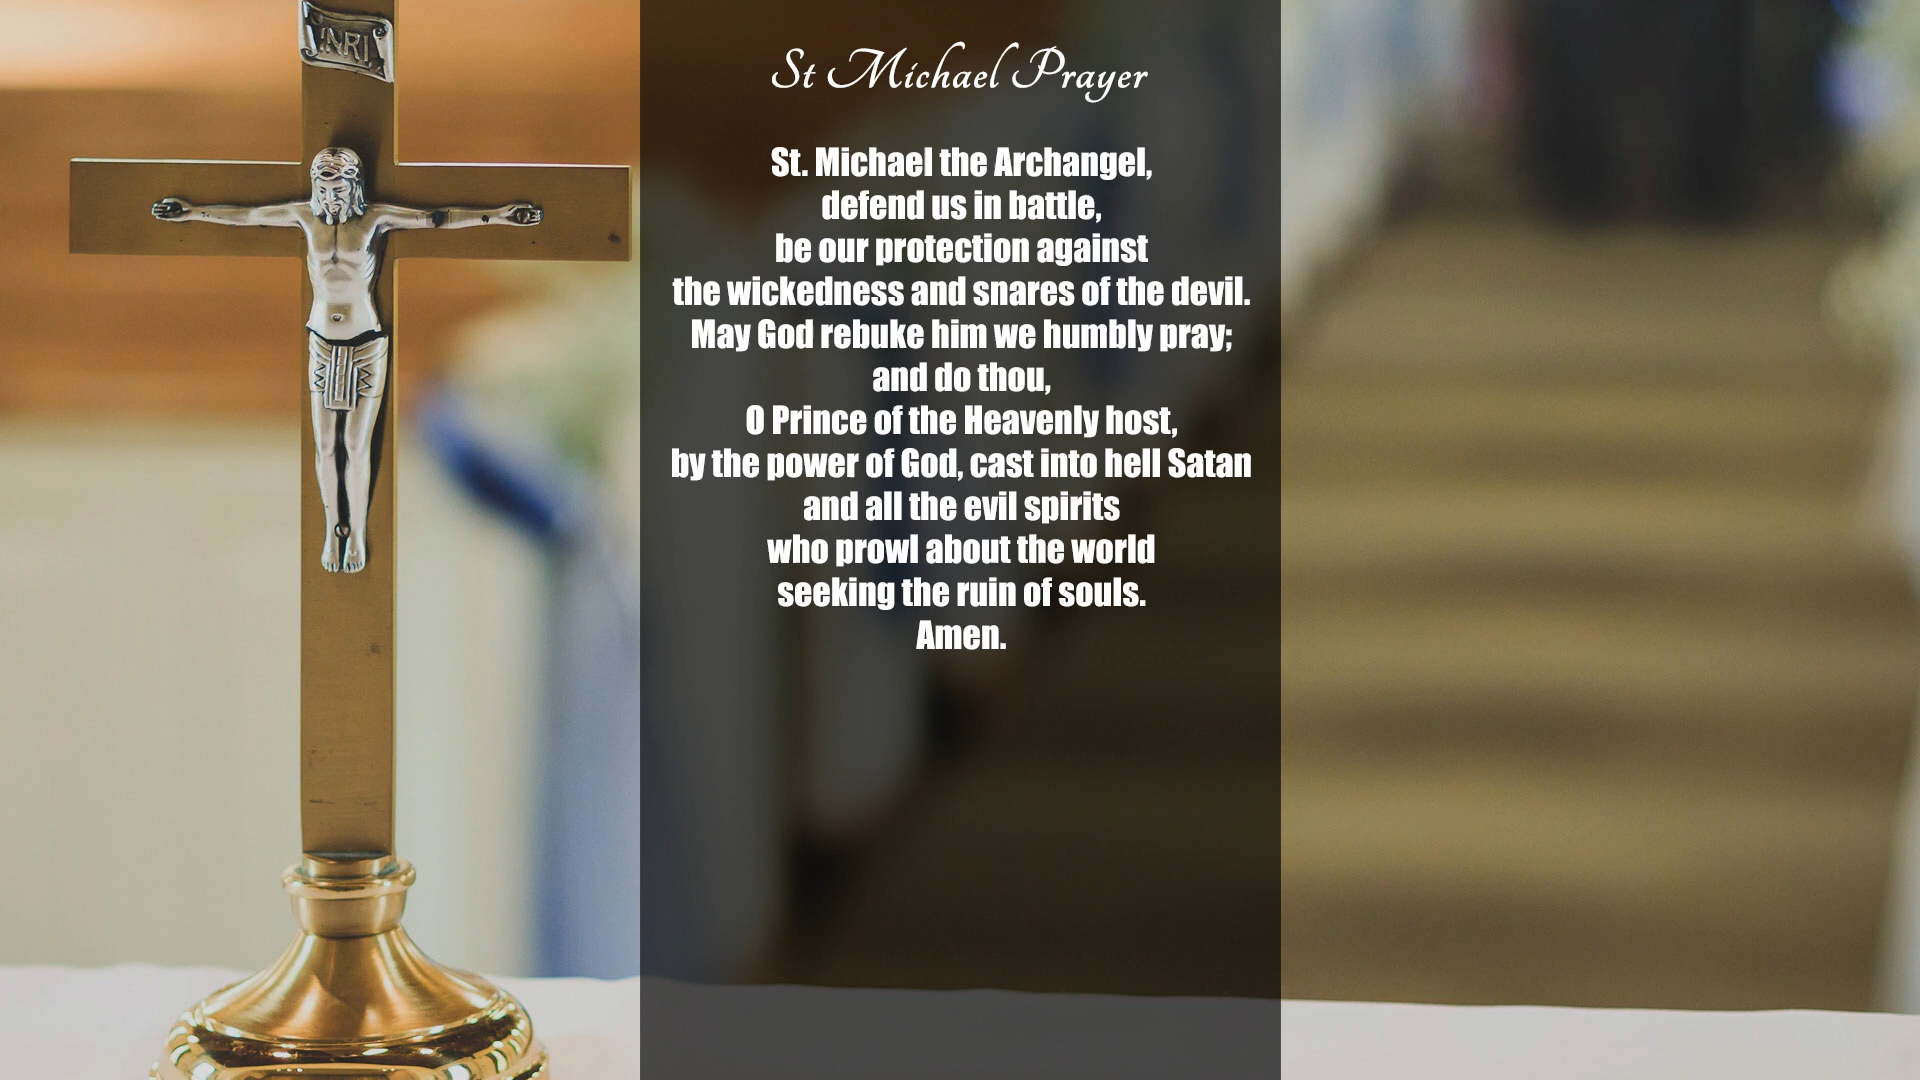 INRI
St Michael Prayer
St. Michael the Archangel,
defend us in battle,
be our protection against
the wickedness and snares of the devil.
May God rebuke him we humbly pray;
and do thou,
O Prince of the Heavenly host,
by the power of God, cast into hell Satan
and all the evil spirits
who prowl about the world
seeking the ruin of souls.
Amen.